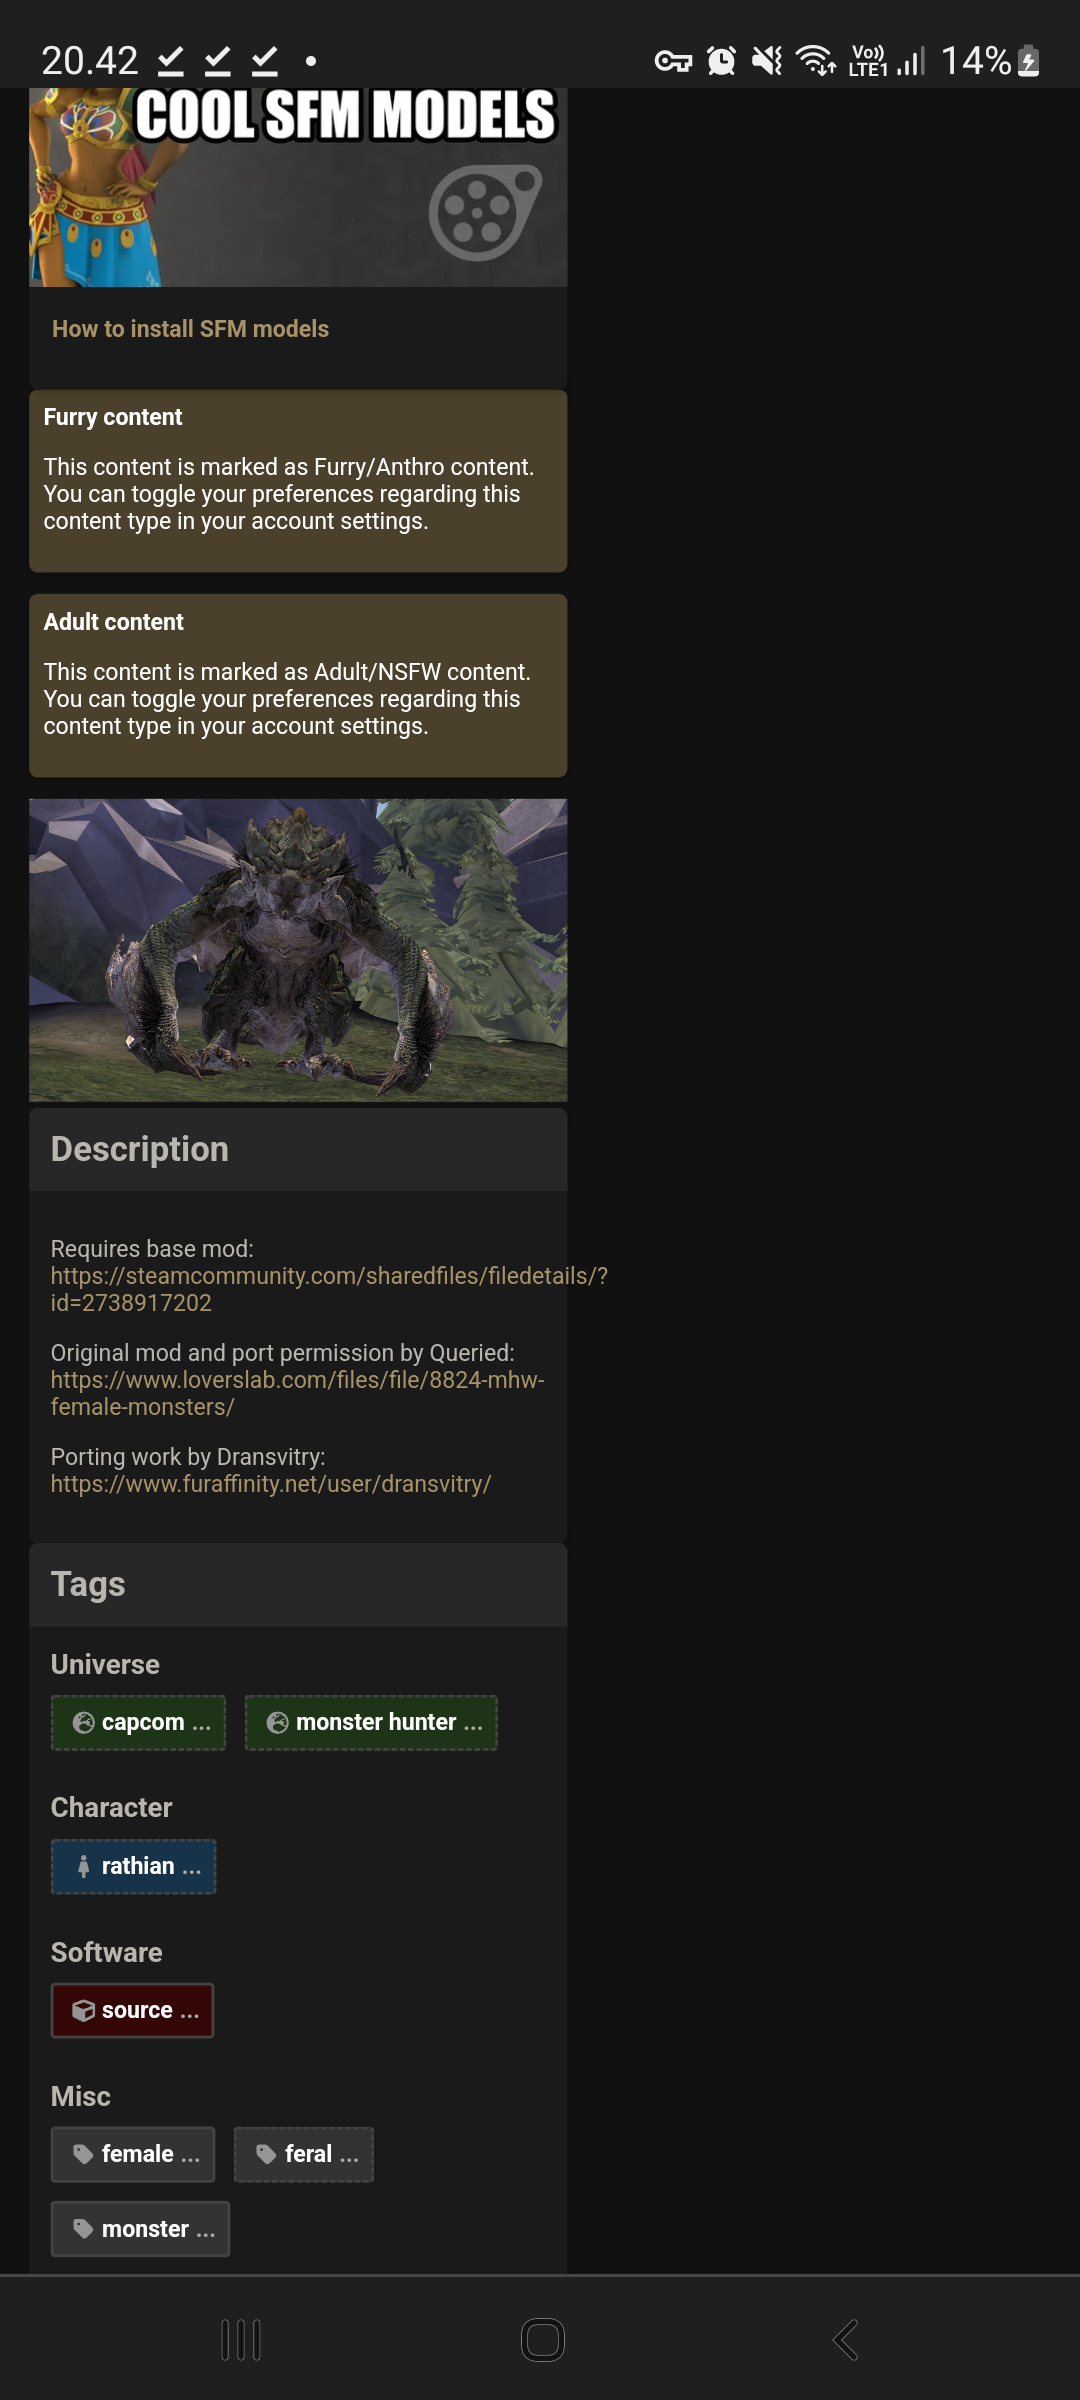 20.42
Vo))
LTE1
14%
COOL SFM MODELS
How to install SFM models
Furry content
This content is marked as Furry/Anthro content.
You can toggle your preferences regarding this
content type in your account settings.
Adult content
This content is marked as Adult/NSFW content.
You can toggle your preferences regarding this
content type in your account settings.
Description
Requires base mod:
https://steamcommunity.com/sharedfiles/filedetails/?
id=2738917202
Original mod and port permission by Queried:
https://www.loverslab.com/files/file/8824-mhw-
female-monsters/
Porting work by Dransvitry:
https://www.furaffinity.net/user/dransvitry/
Tags
Universe
capcom ... monster hunter ...
Character
rathian ...
Software
source ...
Misc
female ... feral ...
monster ...